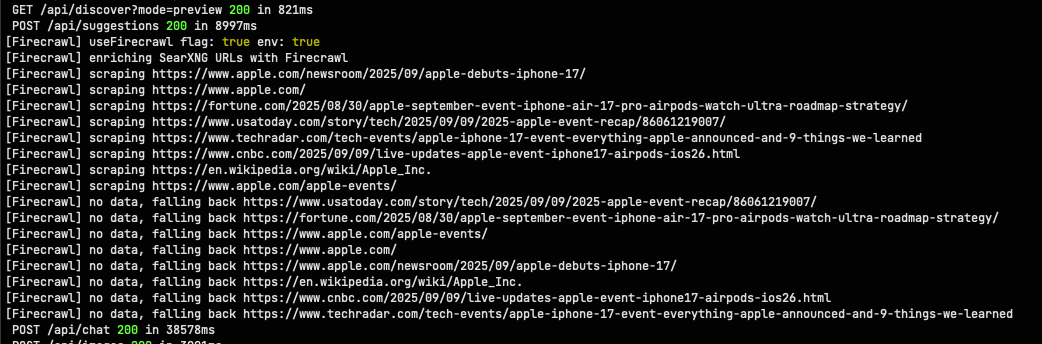 GET /api/discover?mode=preview 200 in 821ms
POST /api/suggestions 200 in 8997ms
[Firecrawl] useFirecrawl flag: true env: true
[Firecrawl] enriching SearXNG URLs with Firecrawl
[Firecrawl] scraping https://www.apple.com/newsroom/2025/09/apple-debuts-iphone-17/
[Firecrawl] scraping https://www.apple.com/
[Firecrawl] scraping https://fortune.com/2025/08/30/apple-september-event-iphone-air-17-pro-airpods-watch-ultra-roadmap-strategy/
[Firecrawl] scraping https://www.usatoday.com/story/tech/2025/09/09/2025-apple-event-recap/86061219007/
[Firecrawl] scraping https://www.techradar.com/tech-events/apple-iphone-17-event-everything-apple-announced-and-9-things-we-learned
[Firecrawl] scraping https://www.cnbc.com/2025/09/09/live-updates-apple-event-iphone17-airpods-ios26.html
[Firecrawl] scraping https://en.wikipedia.org/wiki/Apple_Inc.
[Firecrawl] scraping https://www.apple.com/apple-events/
[Firecrawl] no data, falling back https://www.usatoday.com/story/tech/2025/09/09/2025-apple-event-recap/86061219007/
[Firecrawl] no data, falling back https://fortune.com/2025/08/30/apple-september-event-iphone-air-17-pro-airpods-watch-ultra-roadmap-strategy/
[Firecrawl] no data, falling back https://www.apple.com/apple-events/
[Firecrawl] no data, falling back https://www.apple.com/
[Firecrawl] no data, falling back https://www.apple.com/newsroom/2025/09/apple-debuts-iphone-17/
[Firecrawl] no data, falling back https://en.wikipedia.org/wiki/Apple_Inc.
[Firecrawl] no data, falling back https://www.cnbc.com/2025/09/09/live-updates-apple-event-iphone17-airpods-ios26.html
[Firecrawl] no data, falling back https://www.techradar.com/tech-events/apple-iphone-17-event-everything-apple-announced-and-9-things-we-learned
POST /api/chat 200 in 38578ms